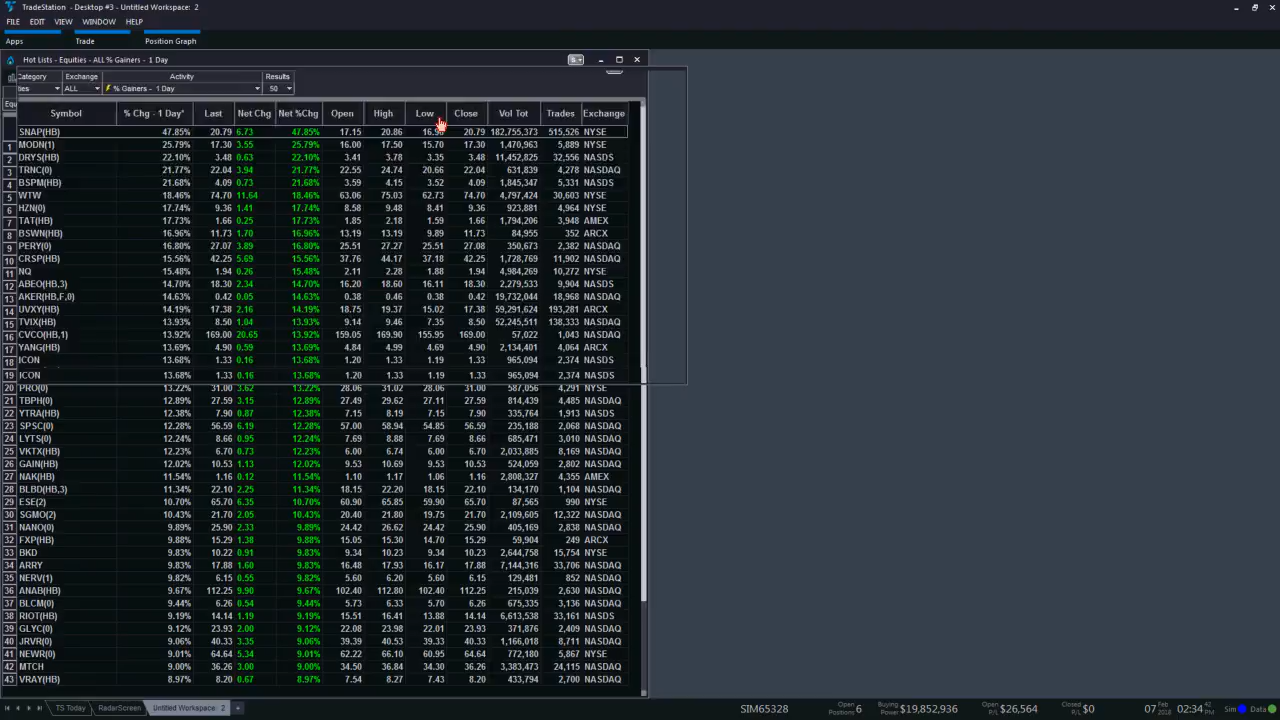 TradeStation - Desktop #3 - Untitled Workspace: 2
FILE EDIT VIEW WINDOW HELP
Apps Trade Position Graph
Hot Lists - Equities - ALL % Gainers - 1 Day
Category Exchange Activity Results
ties ALL % Gainers - 1 Day 50
Equ
Symbol % Chg - 1 Day* Last Net Chg Net %Chg Open High Low Close Vol Tot Trades Exchange
SNAP(HB) 47.85% 20.79 6.73 47.85% 17.15 20.86 16.90 20.79 182,755,373 515,526 NYSE
1 MODN(1) 25.79% 17.30 3.55 25.79% 16.00 17.50 15.70 17.30 1,470,963 5,889 NYSE
2 DRYS(HB) 22.10% 3.48 0.63 22.10% 3.41 3.78 3.35 3.48 11,452,825 32,556 NASDS
3 TRNC(0) 21.77% 22.04 3.94 21.77% 22.55 24.74 20.66 22.04 631,839 4,278 NASDAQ
4 BSPM(HB) 21.68% 4.09 0.73 21.68% 3.59 4.15 3.52 4.09 1,845,347 5,331 NASDS
5 WTW 18.46% 74.70 11.64 18.46% 63.06 75.03 62.73 74.70 4,797,424 30,603 NYSE
6 HZN(0) 17.74% 9.36 1.41 17.74% 8.58 9.48 8.41 9.36 923,881 4,964 NYSE
7 TAT(HB) 17.73% 1.66 0.25 17.73% 1.85 2.18 1.59 1.66 1,794,206 3,948 AMEX
8 BSWN(HB) 16.96% 11.73 1.70 16.96% 13.19 13.19 9.89 11.73 84,955 352 ARCX
9 PERY(0) 16.80% 27.07 3.89 16.80% 25.51 27.27 25.51 27.08 350,673 2,382 NASDAQ
10 CRSP(HB) 15.56% 42.25 5.69 15.56% 37.76 44.17 37.18 42.25 1,728,769 11,902 NASDAQ
11 NQ 15.48% 1.94 0.26 15.48% 2.11 2.28 1.88 1.94 4,984,269 10,272 NYSE
12 ABEO(HB,3) 14.70% 18.30 2.34 14.70% 18.20 18.60 16.11 18.30 2,279,533 9,904 NASDS
13 AKER(HB,F,0) 14.63% 0.42 0.05 14.63% 0.38 0.46 0.38 0.42 19,732,044 18,968 NASDS
14 UVXY(HB) 14.19% 17.38 2.16 14.19% 18.75 19.37 15.02 17.38 59,291,624 193,281 ARCX
15 TVIX(HB) 13.93% 8.50 1.04 13.93% 9.14 9.46 7.35 8.50 52,245,511 138,333 NASDAQ
16 CVCO(HB,1) 13.92% 169.00 20.65 13.92% 159.05 169.90 155.95 169.00 57,022 1,043 NASDAQ
17 YANG(HB) 13.69% 4.90 0.59 13.69% 4.84 4.99 4.69 4.90 2,134,401 4,064 ARCX
18 ICON 13.68% 1.33 0.16 13.68% 1.20 1.33 1.19 1.33 965,094 2,374 NASDS
19 ICON 13.68% 1.33 0.16 13.68% 1.20 1.33 1.19 1.33 965,094 2,374 NASDS
20 PRO(0) 13.22% 31.00 3.62 13.22% 28.06 31.02 28.06 31.00 587,056 4,291 NYSE
21 TBPH(0) 12.89% 27.59 3.15 12.89% 27.49 29.62 27.11 27.59 814,439 4,485 NASDAQ
22 YTRA(HB) 12.38% 7.90 0.87 12.38% 7.15 8.19 7.15 7.90 335,764 1,913 NASDS
23 SPSC(0) 12.28% 56.59 6.19 12.28% 57.00 58.94 54.85 56.59 235,188 2,068 NASDAQ
24 LYTS(0) 12.24% 8.66 0.95 12.24% 7.69 8.88 7.69 8.66 685,471 3,010 NASDAQ
25 VKTX(HB) 12.23% 6.70 0.73 12.23% 6.00 6.73 6.00 6.70 2,033,885 8,169 NASDAQ
26 GAIN(HB) 12.02% 10.53 1.13 12.02% 9.53 10.69 9.53 10.53 524,059 2,802 NASDAQ
27 NAK(HB) 11.54% 1.16 0.12 11.54% 1.10 1.17 1.06 1.16 2,808,327 4,355 AMEX
28 BLBD(HB,3) 11.34% 22.10 2.25 11.34% 18.15 22.20 18.15 22.10 134,170 1,104 NASDAQ
29 ESE(2) 10.70% 65.70 6.35 10.70% 60.90 65.85 59.90 65.70 87,565 990 NYSE
30 SGMO(2) 10.43% 21.70 2.05 10.43% 20.40 21.80 19.75 21.70 2,109,605 12,322 NASDAQ
31 NANO(0) 9.89% 25.90 2.33 9.89% 24.42 26.62 24.42 25.90 405,169 2,838 NASDAQ
32 FXP(HB) 9.88% 15.29 1.38 9.88% 15.05 15.30 14.70 15.29 59,604 249 ARCX
33 BKD 9.83% 10.22 0.91 9.83% 9.34 10.23 9.34 10.23 2,644,758 15,754 NYSE
34 ARRY 9.83% 17.88 1.60 9.83% 16.48 17.93 16.17 17.88 7,144,316 33,706 NASDAQ
35 NERV(1) 9.82% 6.15 0.55 9.82% 5.60 6.20 5.60 6.15 129,481 852 NASDAQ
36 ANAB(HB) 9.67% 112.25 9.90 9.67% 102.80 112.40 102.40 112.25 215,039 2,630 NASDAQ
37 BLCM(0) 9.44% 6.26 0.54 9.44% 5.73 6.33 5.70 6.26 675,335 3,136 NASDAQ
38 RIOT(HB) 9.19% 14.14 1.19 9.19% 15.51 16.41 13.88 14.14 6,613,538 33,161 NASDS
39 GLYC(0) 9.12% 23.93 2.00 9.12% 22.08 23.98 22.01 23.93 371,876 2,409 NASDAQ
40 JRVR(0) 9.06% 40.33 3.35 9.06% 39.39 40.53 39.33 40.33 1,166,018 8,711 NASDAQ
41 NEWR(0) 9.01% 64.64 5.34 9.01% 62.22 66.10 60.95 64.64 772,180 5,867 NYSE
42 MTCH 9.00% 36.26 3.00 9.00% 34.50 36.84 34.30 36.26 3,383,473 24,115 NASDAQ
43 VRAY(HB) 8.97% 8.20 0.67 8.97% 7.54 8.27 7.43 8.20 433,794 2,700 NASDAQ
TS Today RadarScreen Untitled Workspace: 2 +
SIM65328 Open Positions 6 Buying Power $19,852,936 Open P/L $26,564 Closed P/L $0 07 Feb 2018 02:34 42 PM Sim Data